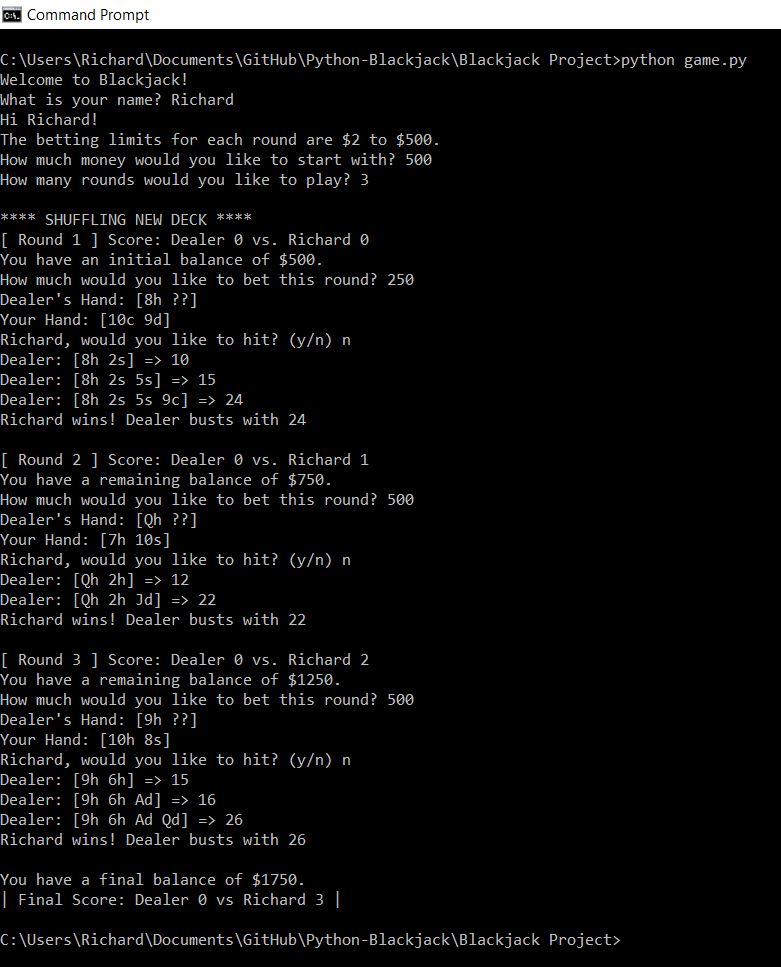 Command Prompt
C:\Users\Richard\Documents\GitHub\Python-Blackjack\Blackjack Project>python game.py
Welcome to Blackjack!
What is your name? Richard
Hi Richard!
The betting limits for each round are $2 to $500.
How much money would you like to start with? 500
How many rounds would you like to play? 3
**** SHUFFLING NEW DECK ****
[ Round 1 ] Score: Dealer 0 vs. Richard 0
You have an initial balance of $500.
How much would you like to bet this round? 250
Dealer's Hand: [8h ??]
Your Hand: [10c 9d]
Richard, would you like to hit? (y/n) n
Dealer: [8h 2s] => 10
Dealer: [8h 2s 5s] => 15
Dealer: [8h 2s 5s 9c] => 24
Richard wins! Dealer busts with 24
[ Round 2 ] Score: Dealer 0 vs. Richard 1
You have a remaining balance of $750.
How much would you like to bet this round? 500
Dealer's Hand: [Qh ??]
Your Hand: [7h 10s]
Richard, would you like to hit? (y/n) n
Dealer: [Qh 2h] => 12
Dealer: [Qh 2h Jd] => 22
Richard wins! Dealer busts with 22
[ Round 3 ] Score: Dealer 0 vs. Richard 2
You have a remaining balance of $1250.
How much would you like to bet this round? 500
Dealer's Hand: [9h ??]
Your Hand: [10h 8s]
Richard, would you like to hit? (y/n) n
Dealer: [9h 6h] => 15
Dealer: [9h 6h Ad] => 16
Dealer: [9h 6h Ad Qd] => 26
Richard wins! Dealer busts with 26
You have a final balance of $1750.
| Final Score: Dealer 0 vs Richard 3 |
C:\Users\Richard\Documents\GitHub\Python-Blackjack\Blackjack Project>